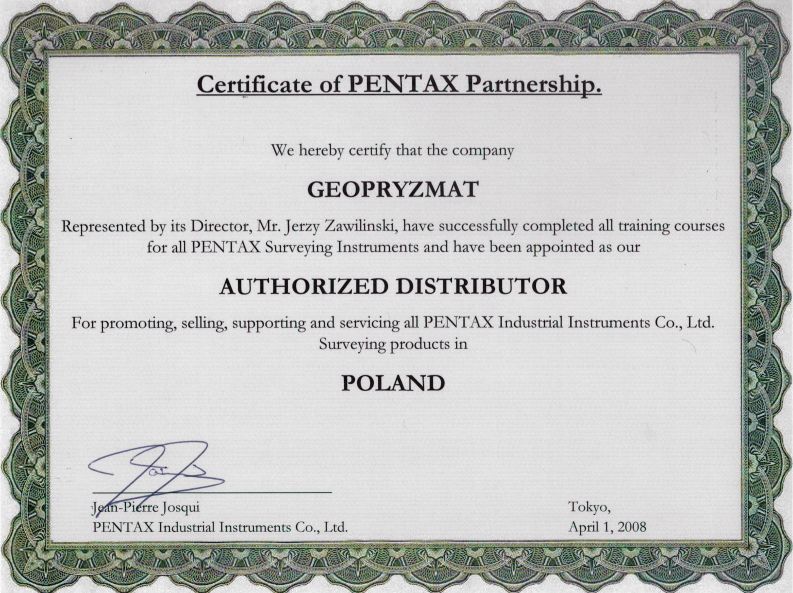 Certificate of PENTAX Partnership.
We hereby certify that the company
GEOPRYZMAT
Represented by its Director, Mr. Jerzy Zawilinski, have successfully completed all training courses
for all PENTAX Surveying Instruments and have been appointed as our
AUTHORIZED DISTRIBUTOR
For promoting, selling, supporting and servicing all PENTAX Industrial Instruments Co., Ltd.
Surveying products in
POLAND
Jean-Pierre Josqui
PENTAX Industrial Instruments Co., Ltd.
Tokyo,
April 1, 2008